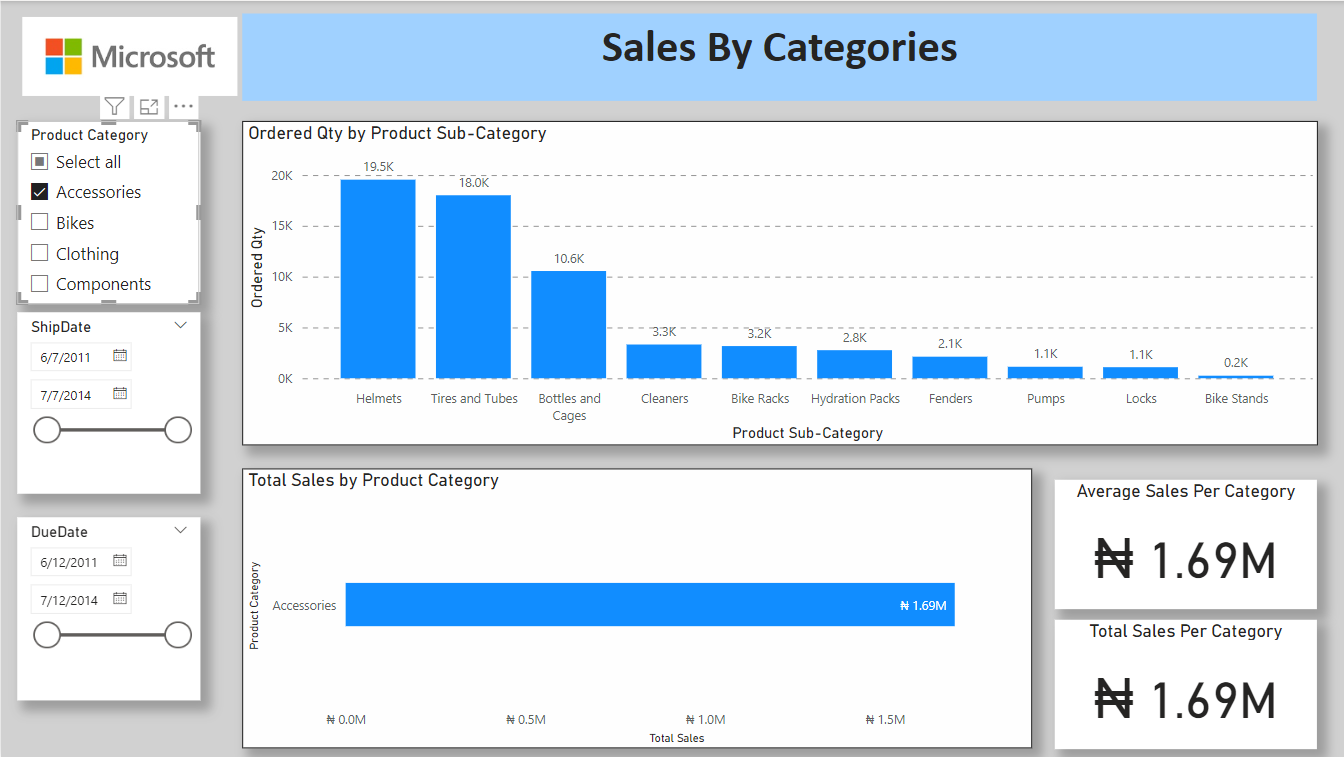 Microsoft
Sales By Categories
Product Category
Select all
Accessories
Bikes
Clothing
Components
ShipDate
6/7/2011
7/7/2014
DueDate
6/12/2011
7/12/2014
Ordered Qty by Product Sub-Category
Ordered Qty
20K
15K
10K
5K
0K
19.5K
18.0K
10.6K
3.3K
3.2K
2.8K
2.1K
1.1K
1.1K
0.2K
Helmets
Tires and Tubes
Bottles and
Cages
Cleaners
Bike Racks
Hydration Packs
Fenders
Pumps
Locks
Bike Stands
Product Sub-Category
Total Sales by Product Category
Product Category
Accessories
₦ 1.69M
₦ 0.0M
₦ 0.5M
₦ 1.0M
₦ 1.5M
Total Sales
Average Sales Per Category
₦ 1.69M
Total Sales Per Category
₦ 1.69M